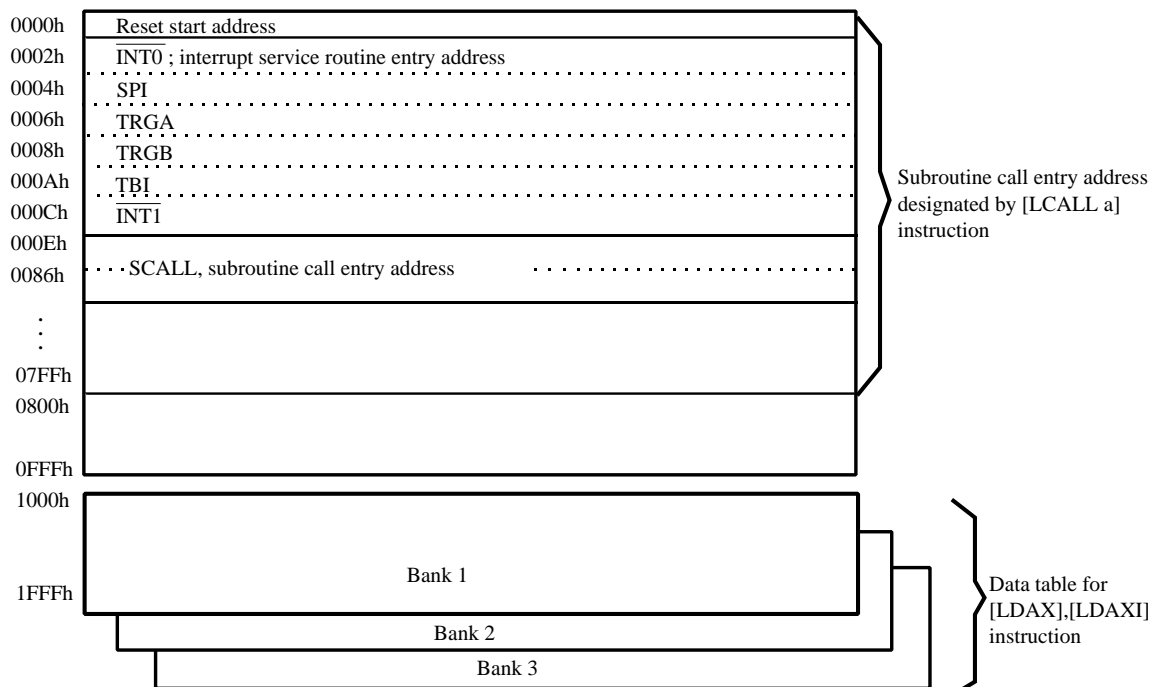 0000h Reset start address
0002h INT0 ; interrupt service routine entry address
0004h SPI
0006h TRGA
0008h TRGB
000Ah TBI
000Ch INT1
000Eh
0086h SCALL, subroutine call entry address
07FFh
0800h
0FFFh
Subroutine call entry address
designated by [LCALL a]
instruction
1000h
Bank 1
1FFFh
Bank 2
Bank 3
Data table for
[LDAX],[LDAXI]
instruction